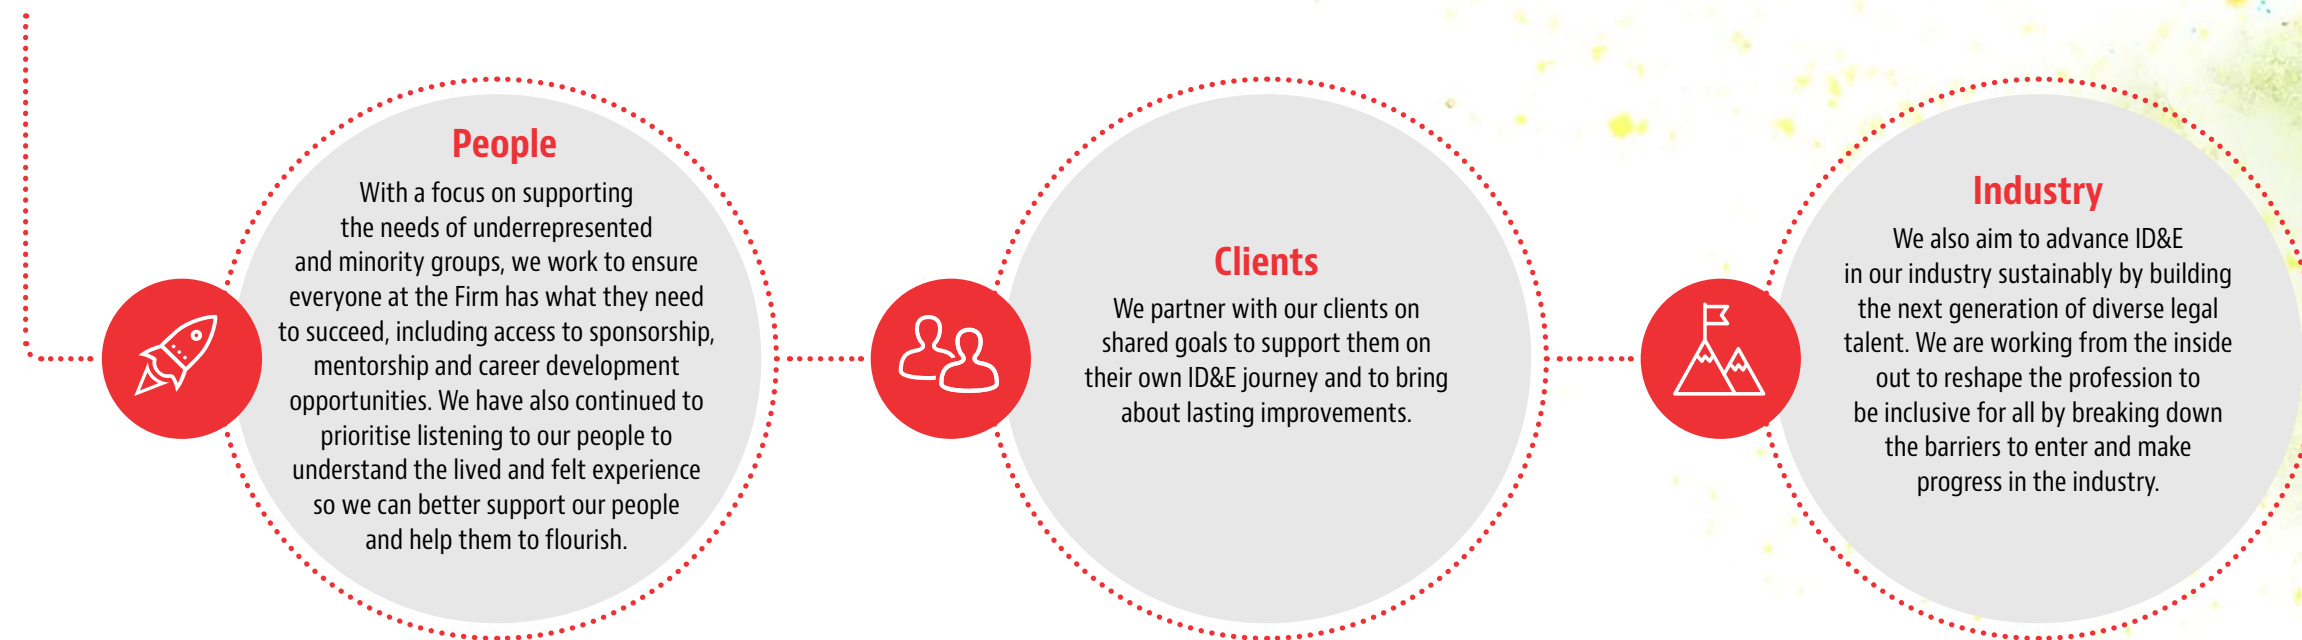 People
With a focus on supporting
the needs of underrepresented
and minority groups, we work to ensure
everyone at the Firm has what they need
to succeed, including access to sponsorship,
mentorship and career development
opportunities. We have also continued to
prioritise listening to our people to
understand the lived and felt experience
so we can better support our people
and help them to flourish.
Clients
We partner with our clients on
shared goals to support them on
their own ID&E journey and to bring
about lasting improvements.
Industry
We also aim to advance ID&E
in our industry sustainably by building
the next generation of diverse legal
talent. We are working from the inside
out to reshape the profession to
be inclusive for all by breaking down
the barriers to enter and make
progress in the industry.